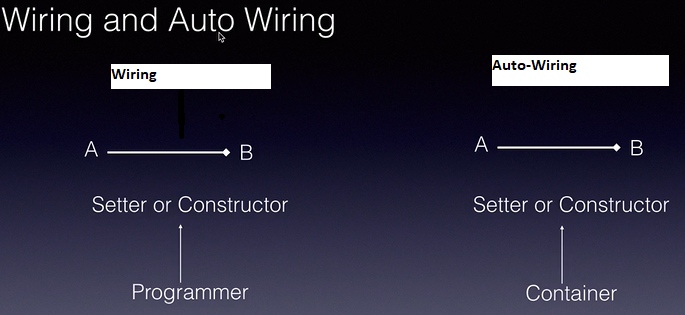 Wiring and Auto Wiring
Wiring
A B
Setter or Constructor
Programmer
Auto-Wiring
A B
Setter or Constructor
Container